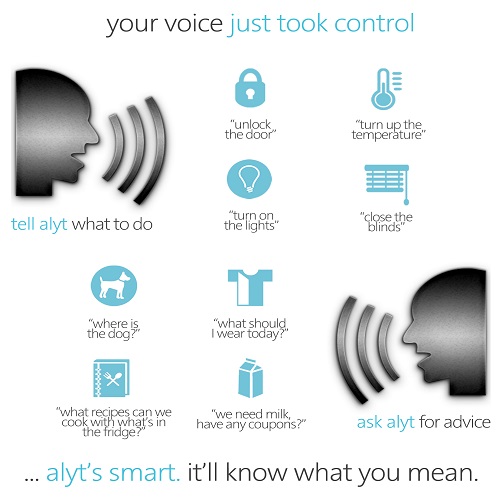 your voice just took control
"unlock
the door"
"turn up the
temperature"
"turn on
the lights"
"close the
blinds"
tell alyt what to do
"where is
the dog?"
"what should
I wear today?"
"what recipes can we
cook with what's in
the fridge?"
"we need milk,
have any coupons?"
ask alyt for advice
... alyt's smart. it'll know what you mean.